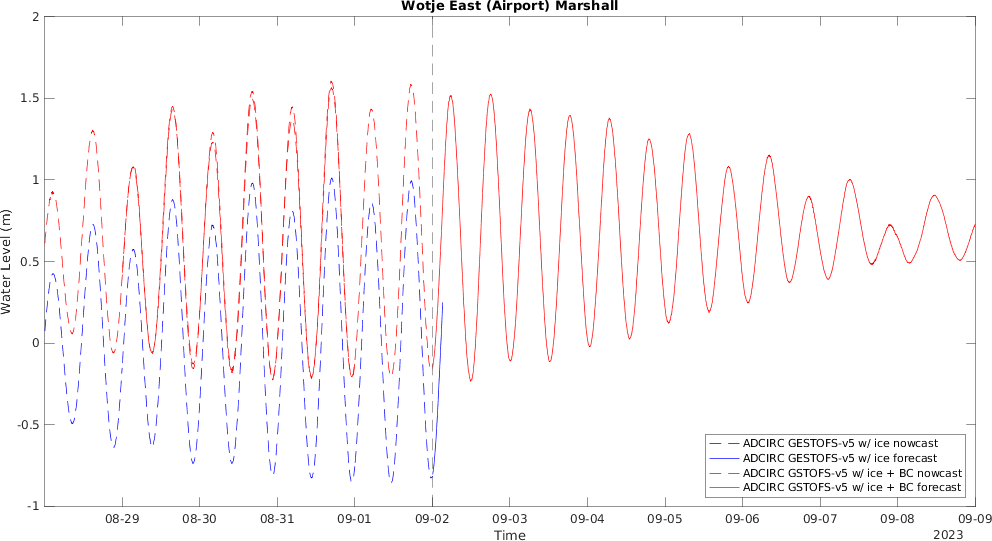 Wotje East (Airport) Marshall
Water Level (m)
2
1.5
1
0.5
0
-0.5
-1
ADCIRC GESTOFS-v5 w/ ice nowcast
ADCIRC GESTOFS-v5 w/ ice forecast
ADCIRC GSTOFS-v5 w/ ice + BC nowcast
ADCIRC GSTOFS-v5 w/ ice + BC forecast
08-29 08-30 08-31 09-01 09-02 09-03 09-04 09-05 09-06 09-07 09-08 09-09
Time
2023